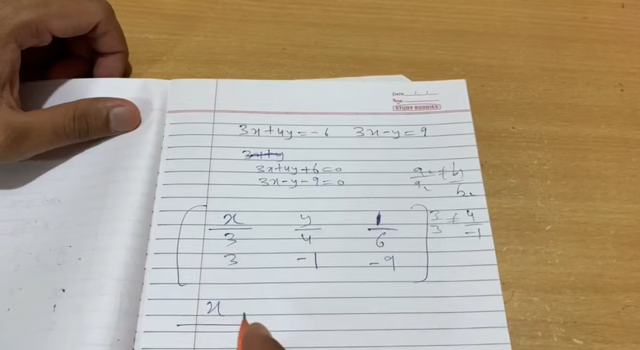 Date / /
Page
STUDY BUDDIES
3x+4y=-6 3x-y=9
3x+y
3x+4y+6=0
3x-y-9=0
a₁/a₂ ≠ b₁/b₂
x y 1
3 4 6
3/3 ≠ 4/-1
3 -1 -9
x